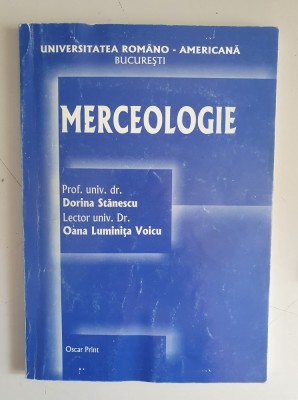 UNIVERSITATEA ROMÂNO - AMERICANĂ
BUCUREȘTI
MERCEOLOGIE
Prof. univ. dr.
Dorina Stănescu
Lector univ. Dr.
Oana Luminița Voicu
Oscar Print